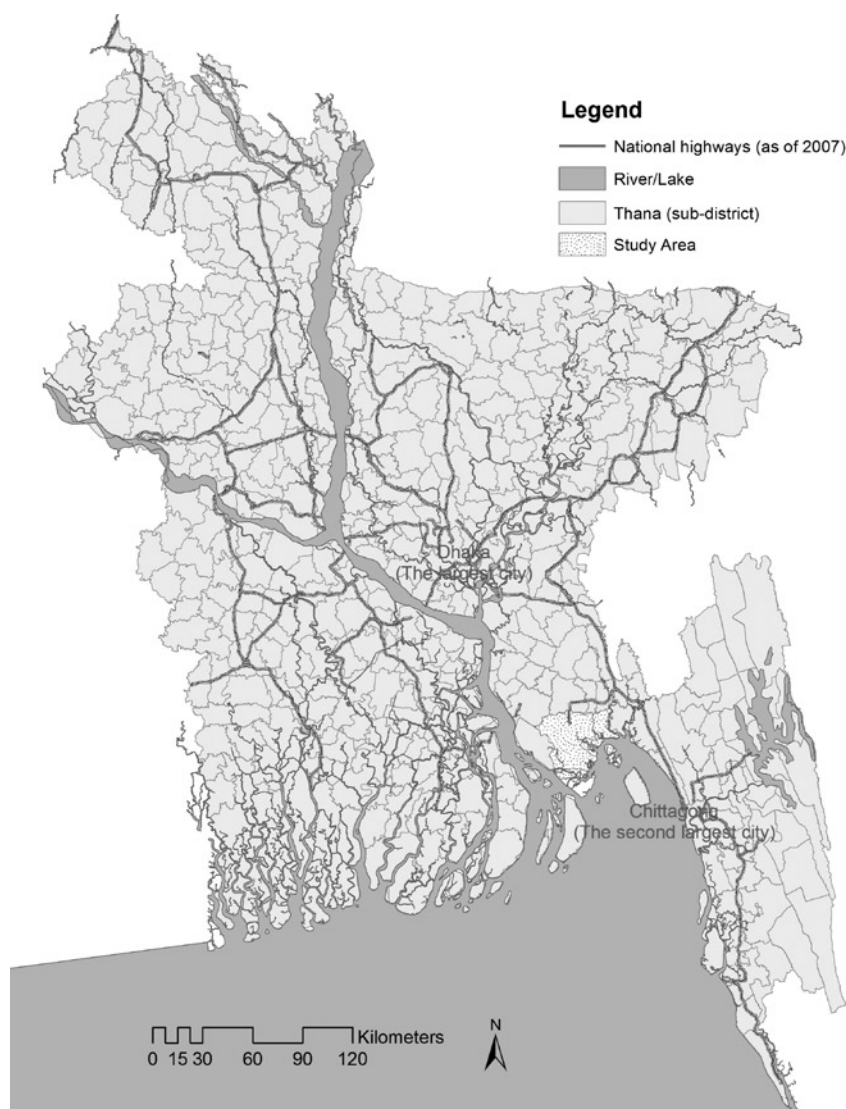 Legend
National highways (as of 2007)
River/Lake
Thana (sub-district)
Study Area
Dhaka
(The largest city)
Chittagong
(The second largest city)
Kilometers
0 15 30 60 90 120
N